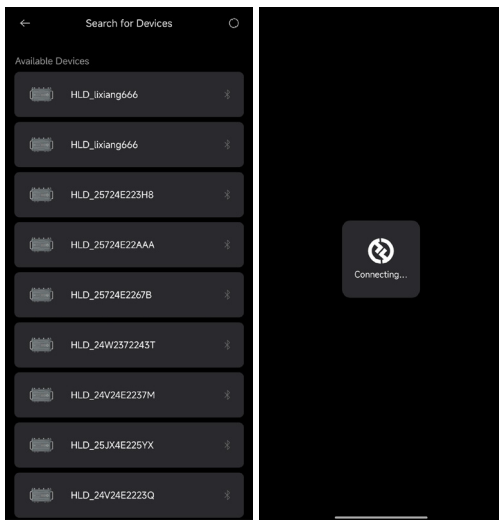 Search for Devices
Available Devices
HLD_lixiang666
HLD_lixiang666
HLD_25724E223H8
HLD_25724E22AAA
HLD_25724E2267B
HLD_24W2372243T
HLD_24V24E2237M
HLD_25JX4E225YX
HLD_24V24E2223Q
Connecting...